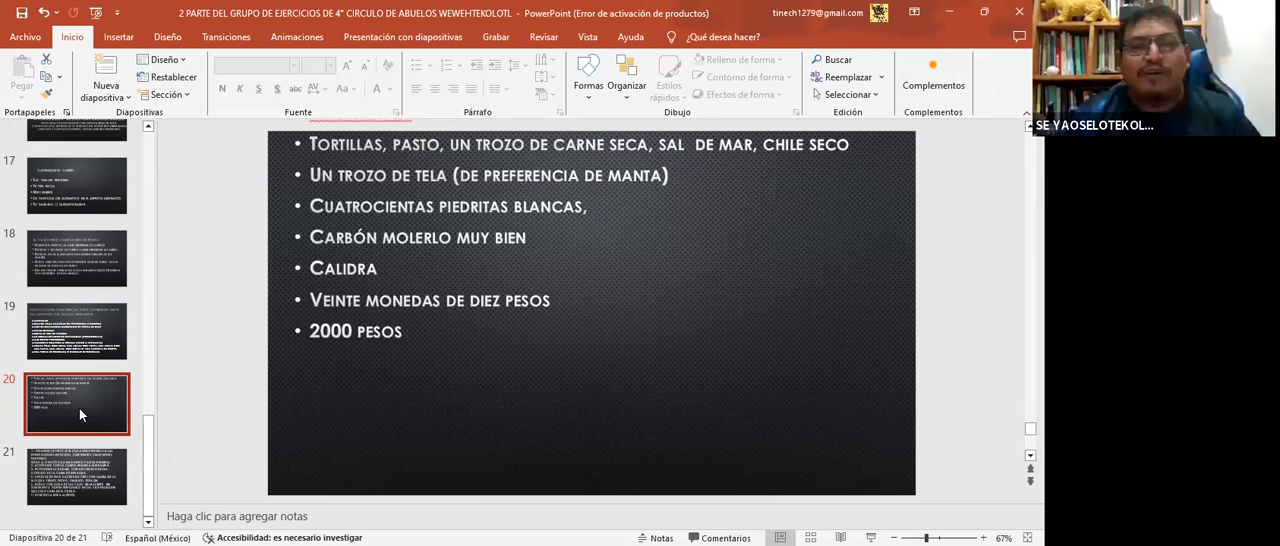 2 PARTE DEL GRUPO DE EJERCICIOS DE 4° CIRCULO DE ABUELOS WEWEHTEKOLOTL - PowerPoint (Error de activación de productos)
tinech1279@gmail.com
Archivo Inicio Insertar Diseño Transiciones Animaciones Presentación con diapositivas Grabar Revisar Vista Ayuda ¿Qué desea hacer?
Pegar
Nueva diapositiva
Diseño
Restablecer
Sección
N K S S ab AV Aa A
Formas
Organizar
Estilos rápidos
Relleno de forma
Contorno de forma
Efectos de forma
Buscar
Reemplazar
Seleccionar
Complementos
Portapapeles Diapositivas Fuente Párrafo Dibujo Edición Complementos
SE YAOSELOTEKOL...
17
18
19
20
21
• TORTILLAS, PASTO, UN TROZO DE CARNE SECA, SAL DE MAR, CHILE SECO
• UN TROZO DE TELA (DE PREFERENCIA DE MANTA)
• CUATROCIENTAS PIEDRITAS BLANCAS,
• CARBÓN MOLERLO MUY BIEN
• CALIDRA
• VEINTE MONEDAS DE DIEZ PESOS
• 2000 PESOS
Haga clic para agregar notas
Diapositiva 20 de 21 Español (México) Accesibilidad: es necesario investigar Notas Comentarios 67%